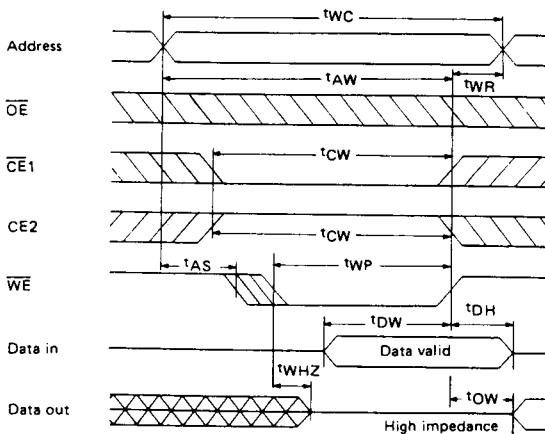 tWC
Address
tAW
tWR
OE
tCW
CE1
CE2
tCW
tAS
tWP
WE
tDW
tDH
Data in
Data valid
tWHZ
tOW
Data out
High impedance